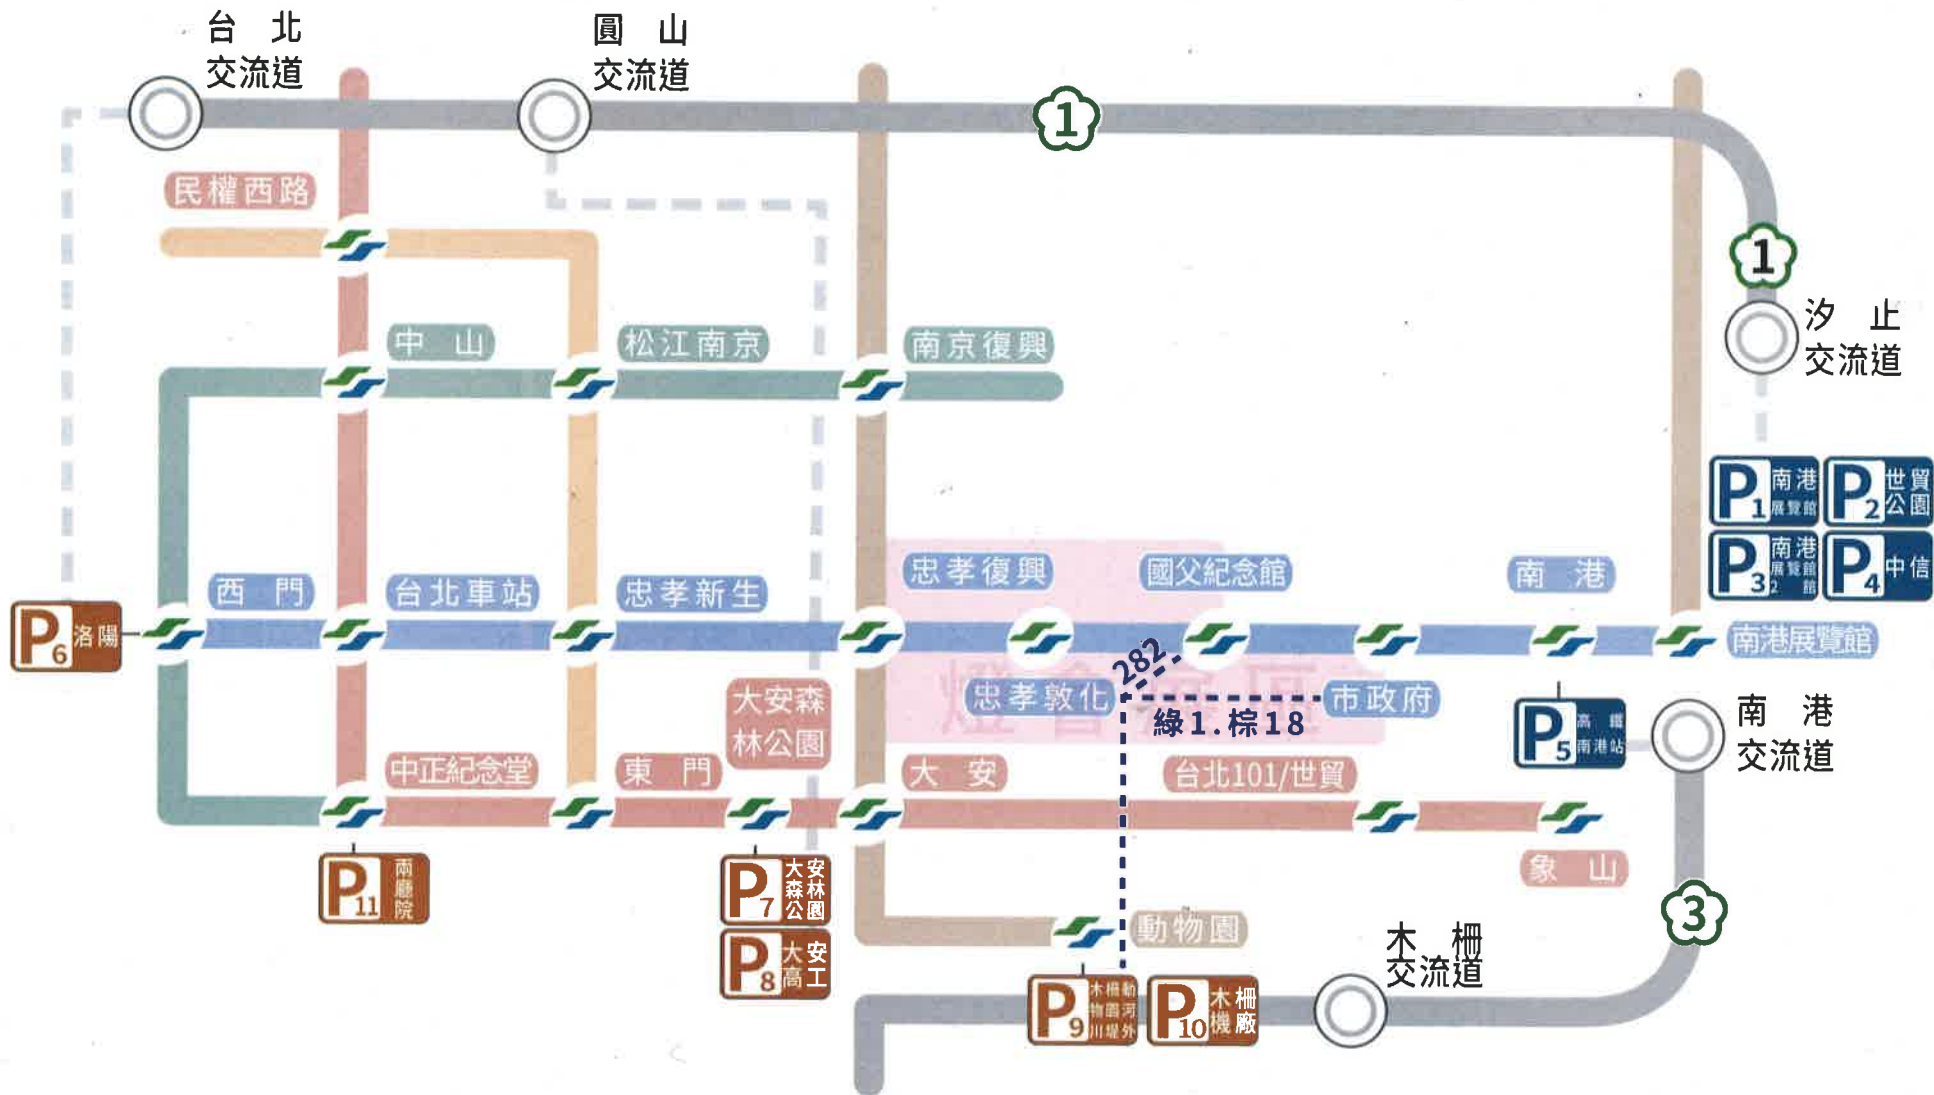 台北
交流道
圓山
交流道
1
民權西路
1
汐止
交流道
中山
松江南京
南京復興
P1 南港展覽館
P2 世貿公園
P3 南港展覽館2館
P4 中信
西門
台北車站
忠孝新生
忠孝復興
國父紀念館
南港
P6 洛陽
南港展覽館
燈會展區
282
忠孝敦化
市政府
綠1.棕18
大安森
林公園
P5 高鐵南港站
南港
交流道
中正紀念堂
東門
大安
台北101/世貿
象山
P11 兩廳院
P7 大安森林公園
P8 大安高工
3
動物園
木柵
交流道
P9 木柵動物園河川堤外
P10 木柵機廠